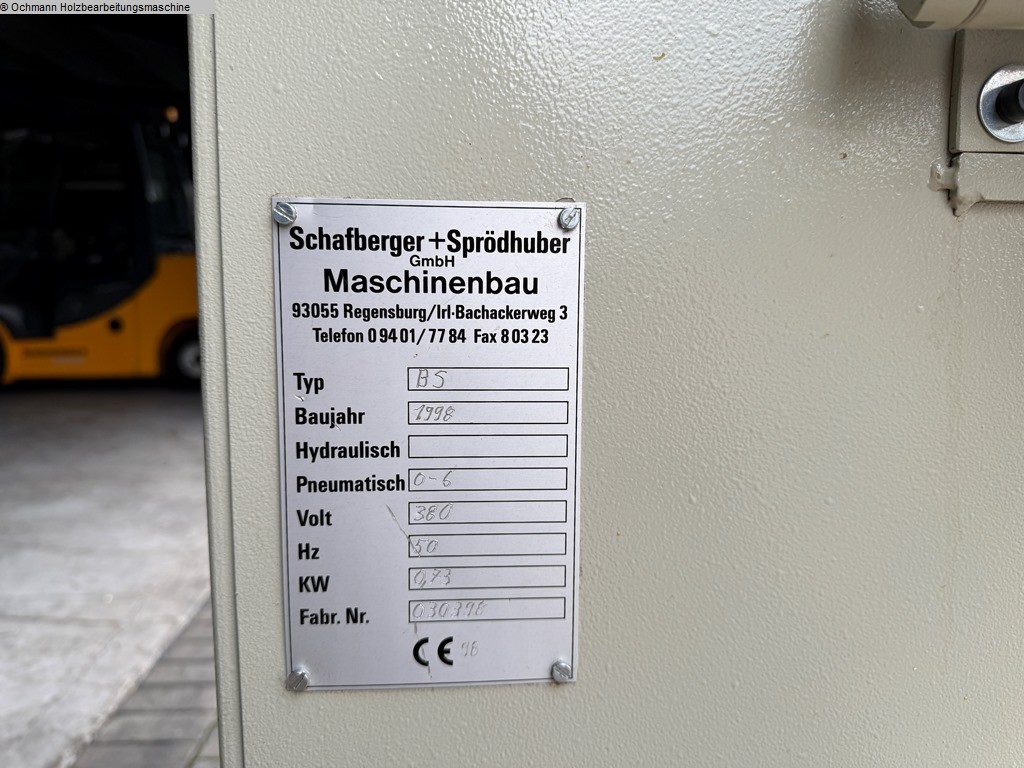 © Ochmann Holzbearbeitungsmaschine
Schafberger+Sprödhuber
GmbH
Maschinenbau
93055 Regensburg/Irl·Bachackerweg 3
Telefon 0 94 01/ 77 84 Fax 8 03 23
Typ BS
Baujahr 1998
Hydraulisch
Pneumatisch 0-6
Volt 380
Hz 50
KW 0,73
Fabr. Nr. 030398
CE 98